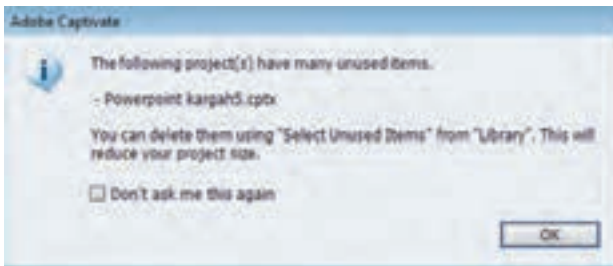 Adobe Captivate
The following project(s) have many unused items.
- Powerpoint kargah5.cptx
You can delete them using "Select Unused Items" from "Library". This will
reduce your project size.
Don't ask me this again
OK